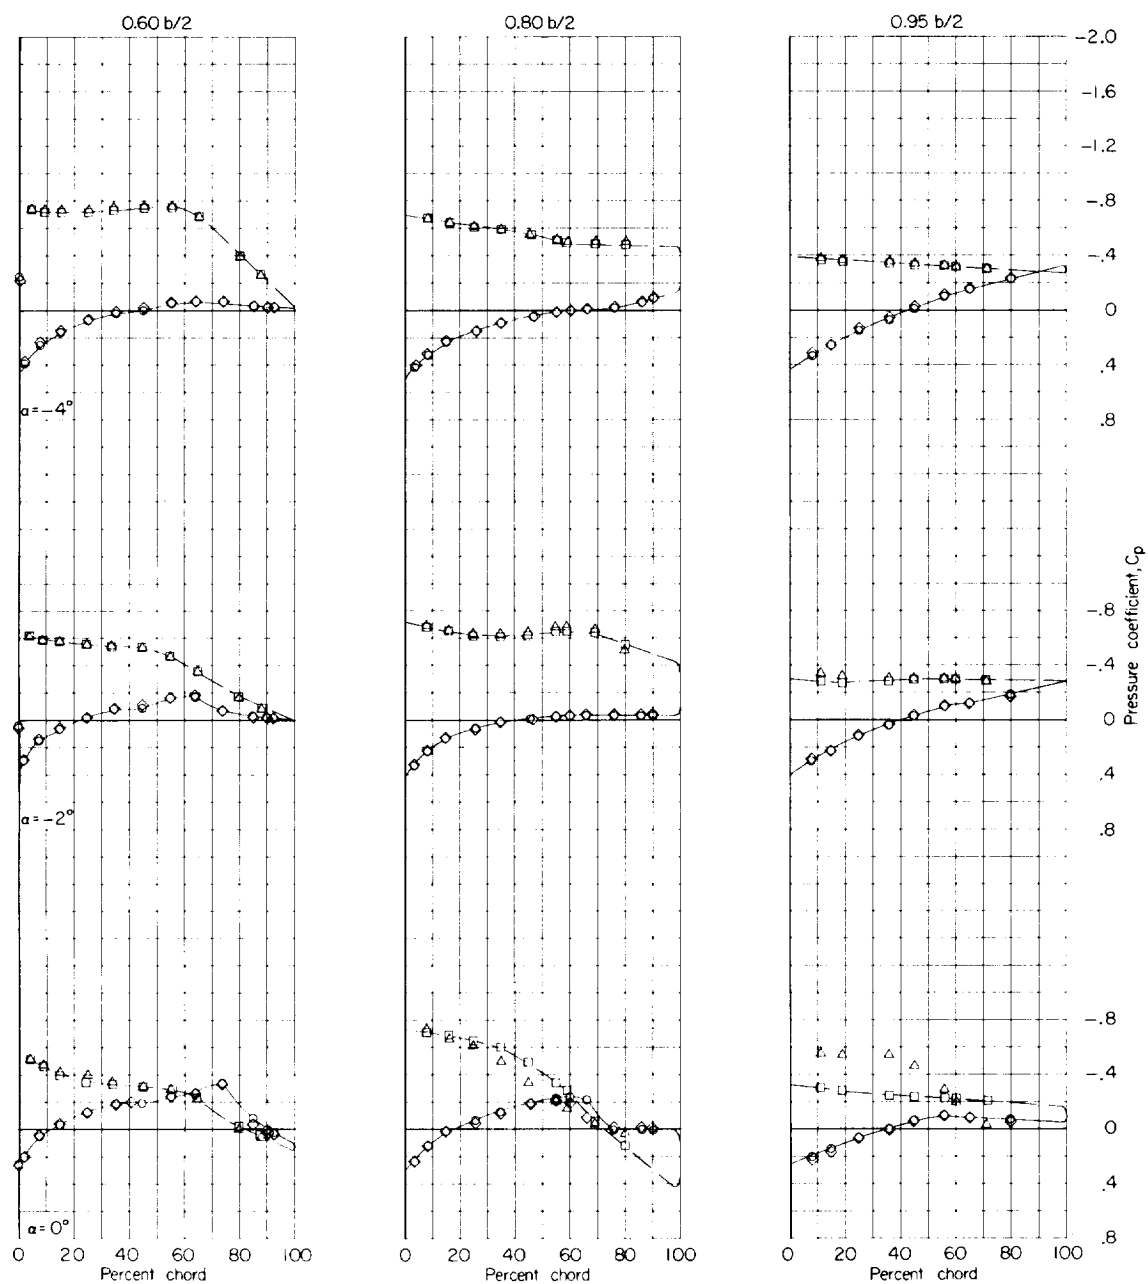 0.60 b/2 0.80 b/2 0.95 b/2
-2.0
-1.6
-1.2
-.8
-.4
0
.4
α=-4°
.8
Pressure coefficient, Cp
-.8
-.4
0
.4
α=-2°
.8
-.8
-.4
0
.4
α=0°
.8
0 20 40 60 80 100 0 20 40 60 80 100 0 20 40 60 80 100
Percent chord Percent chord Percent chord